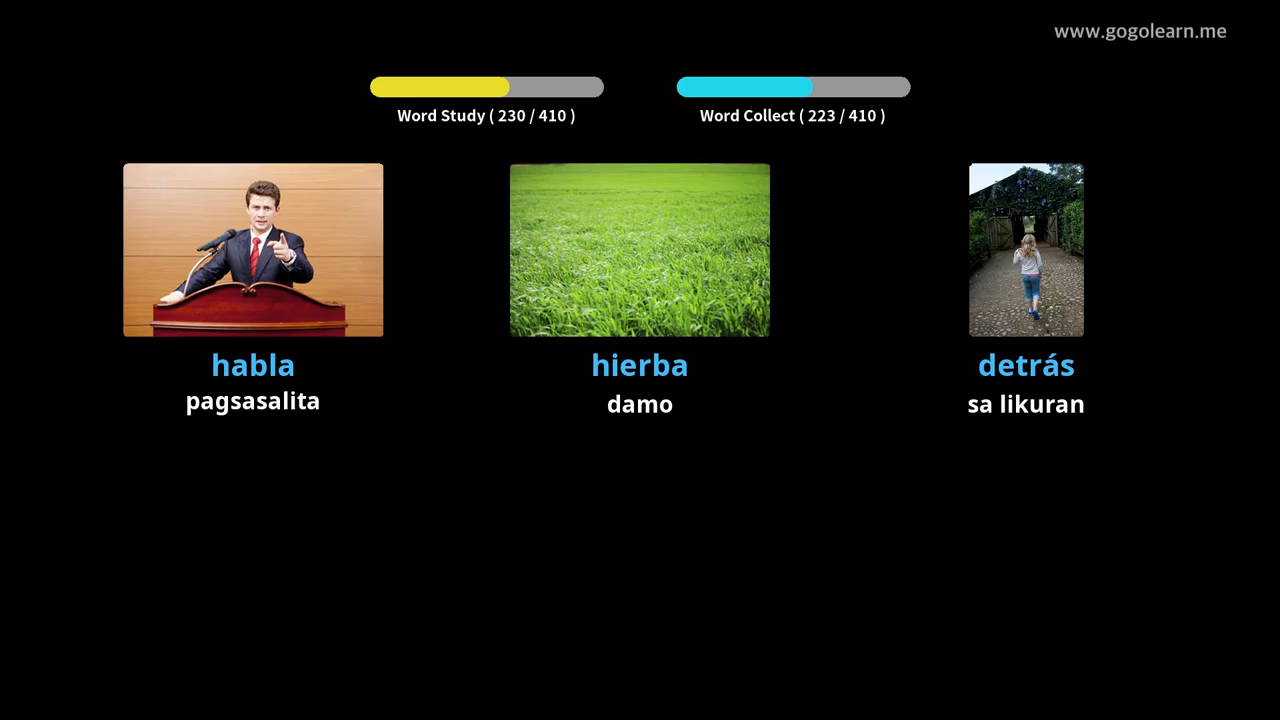 www.gogolearn.me
Word Study ( 230 / 410 )
Word Collect ( 223 / 410 )
habla
pagsasalita
hierba
damo
detrás
sa likuran